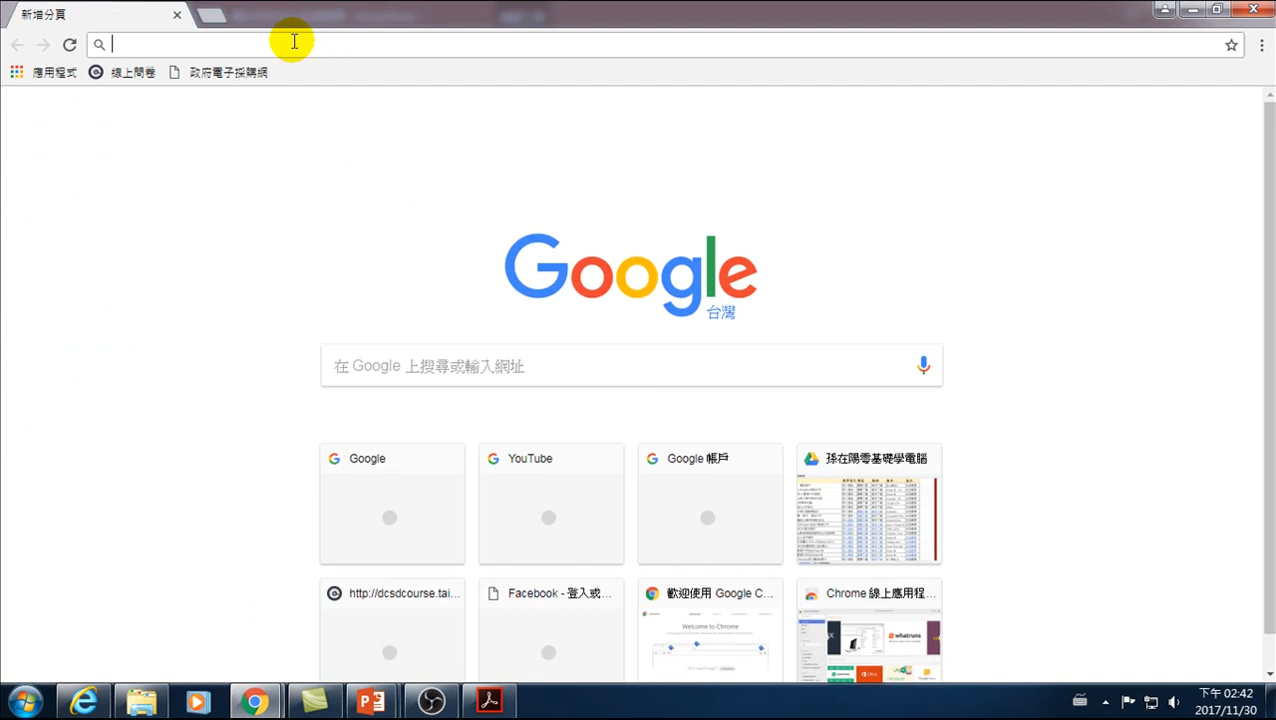 新增分頁
應用程式 線上問卷 政府電子採購網
Google
台灣
在 Google 上搜尋或輸入網址
Google YouTube Google 帳戶 孫在陽零基礎學電腦
http://dcsdcourse.tai... Facebook - 登入或... 歡迎使用 Google C... Chrome 線上應用程...
Welcome to Chrome
whatruns
Office
下午 02:42
2017/11/30